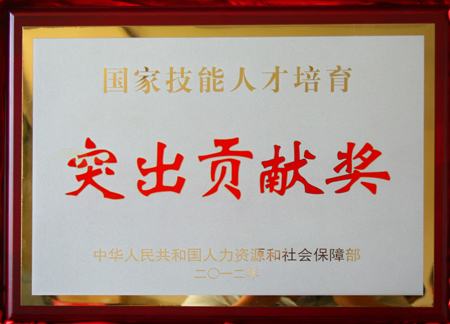 国家技能人才培育
突出贡献奖
中华人民共和国人力资源和社会保障部
二〇一二年